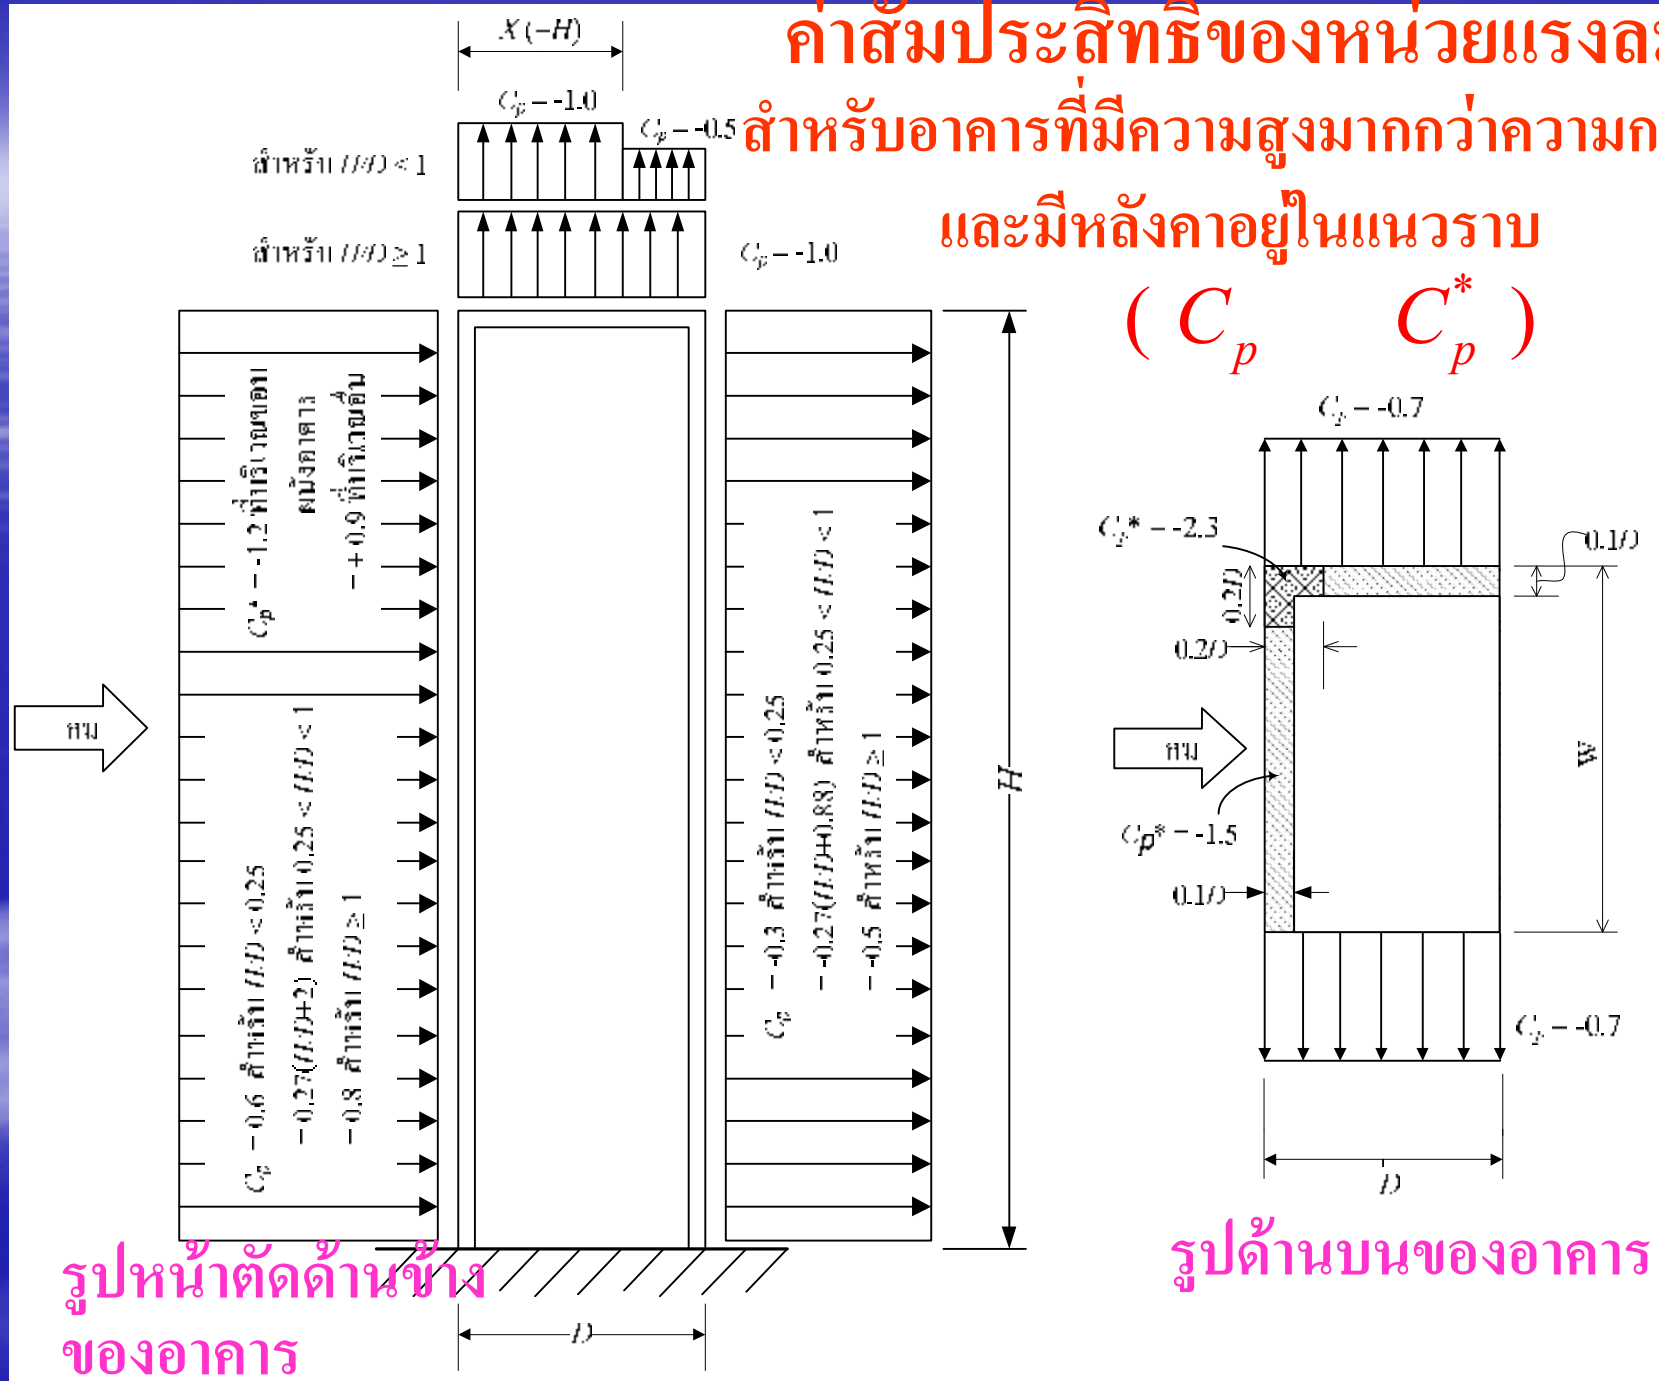 ค่าสัมประสิทธิ์ของหน่วยแรงลม
สำหรับอาคารที่มีความสูงมากกว่าความก
และมีหลังคาอยู่ในแนวราบ
( C_p C_p^* )
X (=H)
C_p = -1.0
C_p = -0.5
สำหรับ H/D < 1
สำหรับ H/D ≥ 1
C_p = -1.0
C_p* = -1.2 ที่บริเวณขอบ
ผนังอาคาร
= + 0.9 ที่บริเวณอื่น
C_p = 0.6 สำหรับ H/D < 0.25
= 0.27(H/D+2) สำหรับ 0.25 < H/D < 1
= 0.8 สำหรับ H/D ≥ 1
ลม
C_p = -0.3 สำหรับ H/D < 0.25
= -0.27(H/D+0.88) สำหรับ 0.25 < H/D < 1
= -0.5 สำหรับ H/D ≥ 1
H
D
รูปหน้าตัดด้านข้าง
ของอาคาร
C_p = -0.7
C_p* = -2.3
0.1D
0.2D
0.2D
ลม
W
C_p* = -1.5
0.1D
C_p = -0.7
D
รูปด้านบนของอาคาร